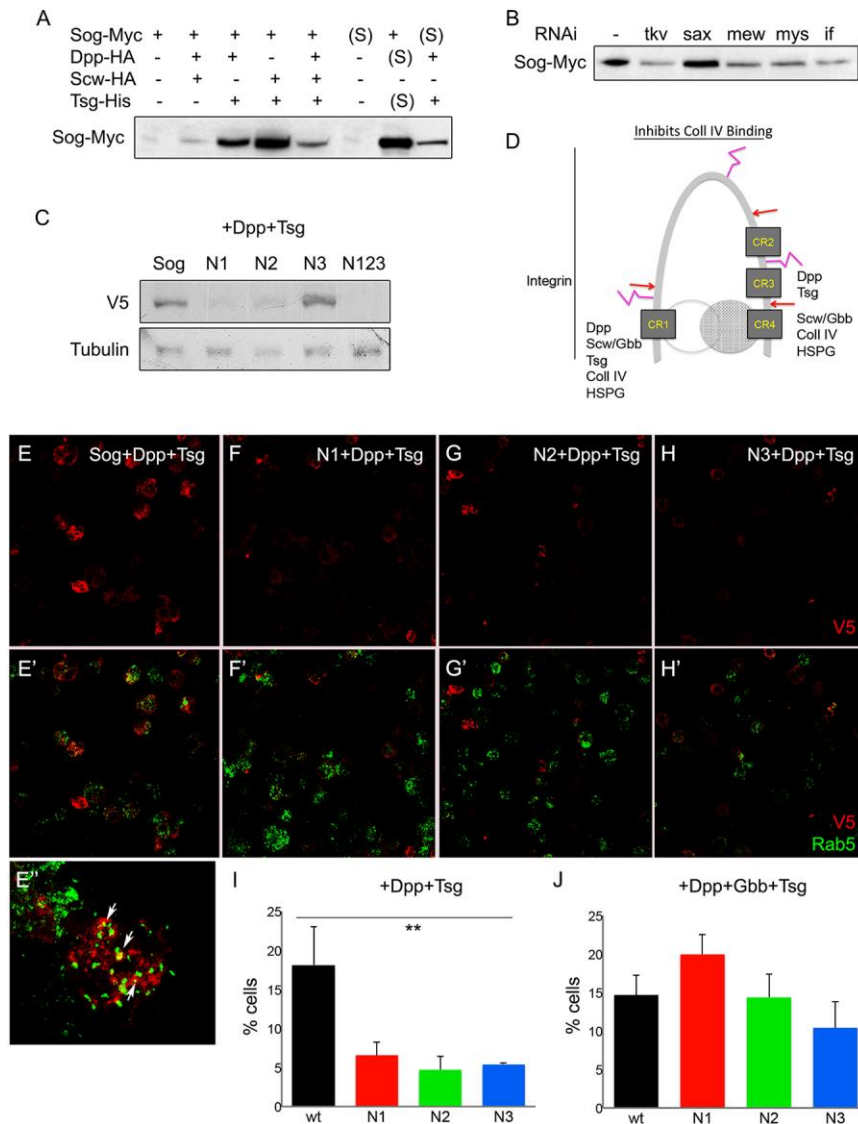 A
Sog-Myc + + + + + (S) + (S)
Dpp-HA - + + - + - (S) +
Scw-HA - + - + + - - +
Tsg-His - - + + + - (S) +
Sog-Myc
B
RNAi - tkv sax mew mys if
Sog-Myc
C
+Dpp+Tsg
Sog N1 N2 N3 N123
V5
Tubulin
D
Inhibits Coll IV Binding
Integrin
CR2
CR3
Dpp
Tsg
CR1
CR4
Dpp
Scw/Gbb
Tsg
Coll IV
HSPG
Scw/Gbb
Coll IV
HSPG
E Sog+Dpp+Tsg
F N1+Dpp+Tsg
G N2+Dpp+Tsg
H N3+Dpp+Tsg
V5
E'
F'
G'
H'
V5
Rab5
E"
I
+Dpp+Tsg
% cells
25
20
15
10
5
0
**
wt N1 N2 N3
J
+Dpp+Gbb+Tsg
% cells
25
20
15
10
5
0
wt N1 N2 N3